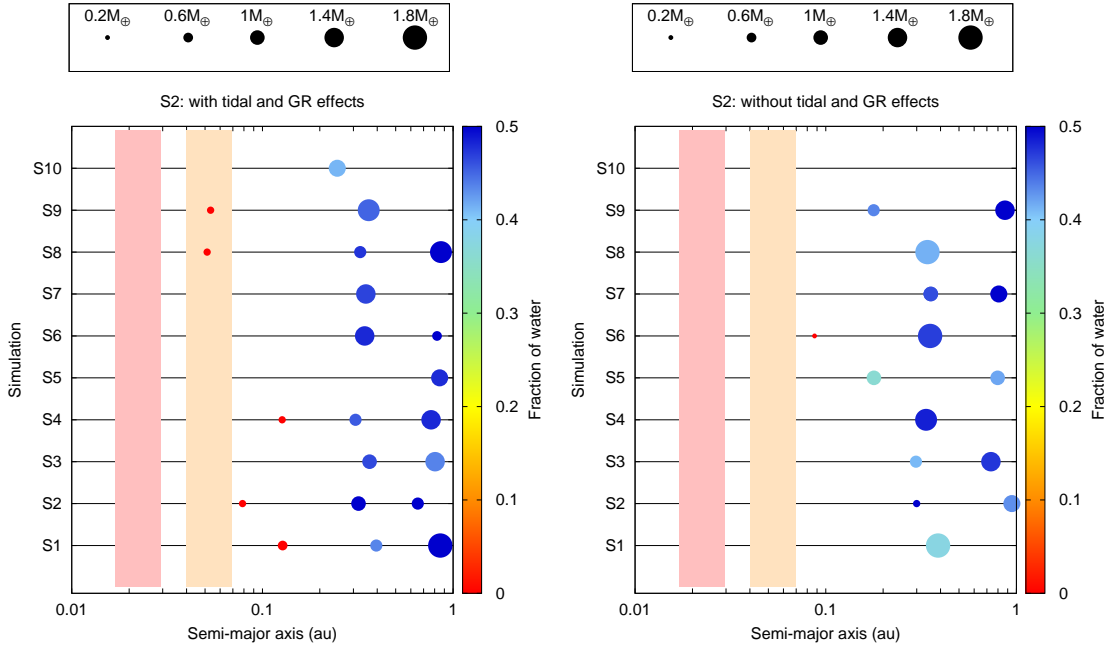 0.2M⊕ 0.6M⊕ 1M⊕ 1.4M⊕ 1.8M⊕
S2: with tidal and GR effects
S10
S9
S8
S7
S6
S5
S4
S3
S2
S1
Simulation
0.01 0.1 1
Semi-major axis (au)
0.5
0.4
0.3
0.2
0.1
0
Fraction of water
0.2M⊕ 0.6M⊕ 1M⊕ 1.4M⊕ 1.8M⊕
S2: without tidal and GR effects
S10
S9
S8
S7
S6
S5
S4
S3
S2
S1
Simulation
0.01 0.1 1
Semi-major axis (au)
0.5
0.4
0.3
0.2
0.1
0
Fraction of water